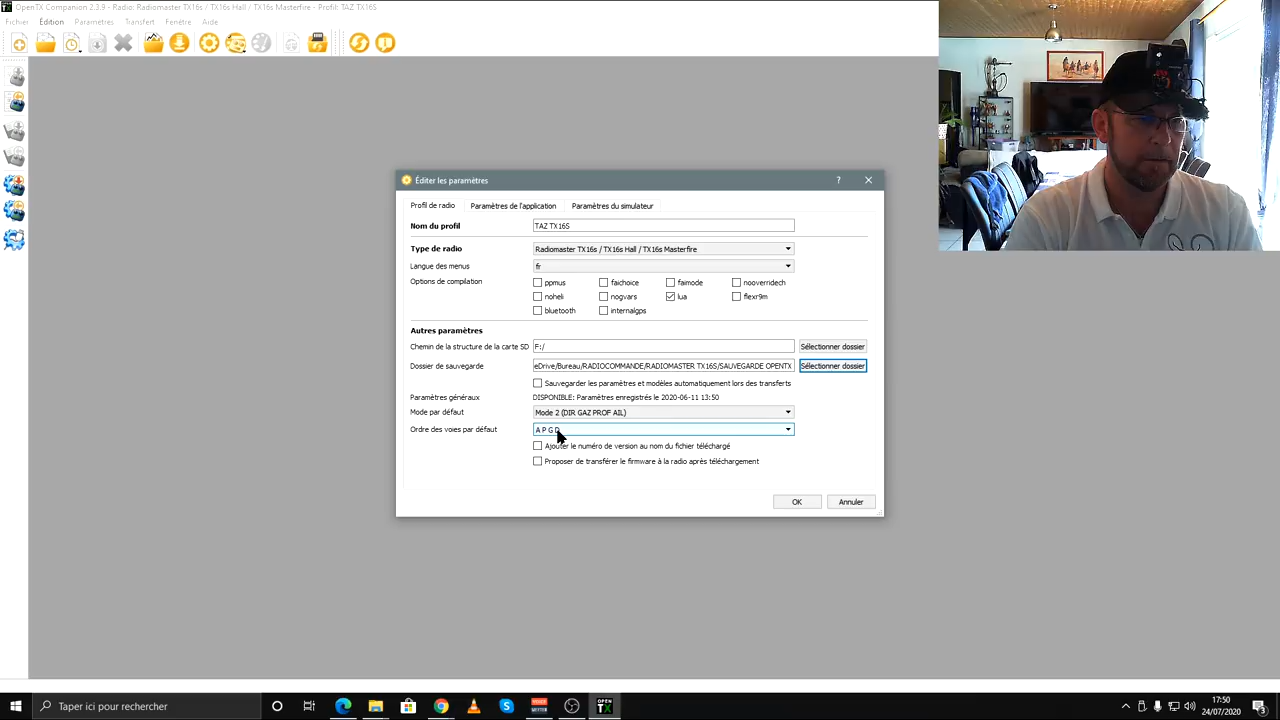 OpenTX Companion 2.3.9 - Radio: Radiomaster TX16s / TX16s Hall / TX16s Masterfire - Profil: TAZ TX16S
Fichier Édition Paramètres Transfert Fenêtre Aide
Éditer les paramètres
Profil de radio Paramètres de l'application Paramètres du simulateur
Nom du profil TAZ TX16S
Type de radio Radiomaster TX16s / TX16s Hall / TX16s Masterfire
Langue des menus fr
Options de compilation ppmus faichoice faimode nooverridech
noheli nogvars lua flexr9m
bluetooth internalgps
Autres paramètres
Chemin de la structure de la carte SD F:/ Sélectionner dossier
Dossier de sauvegarde eDrive/Bureau/RADIOCOMMANDE/RADIOMASTER TX16S/SAUVEGARDE OPENTX Sélectionner dossier
Sauvegarder les paramètres et modèles automatiquement lors des transferts
Paramètres généraux DISPONIBLE: Paramètres enregistrés le 2020-06-11 13:50
Mode par défaut Mode 2 (DIR GAZ PROF AIL)
Ordre des voies par défaut A P G D
Ajouter le numéro de version au nom du fichier téléchargé
Proposer de transférer le firmware à la radio après téléchargement
OK Annuler
Taper ici pour rechercher
OPEN TX
17:50
24/07/2020